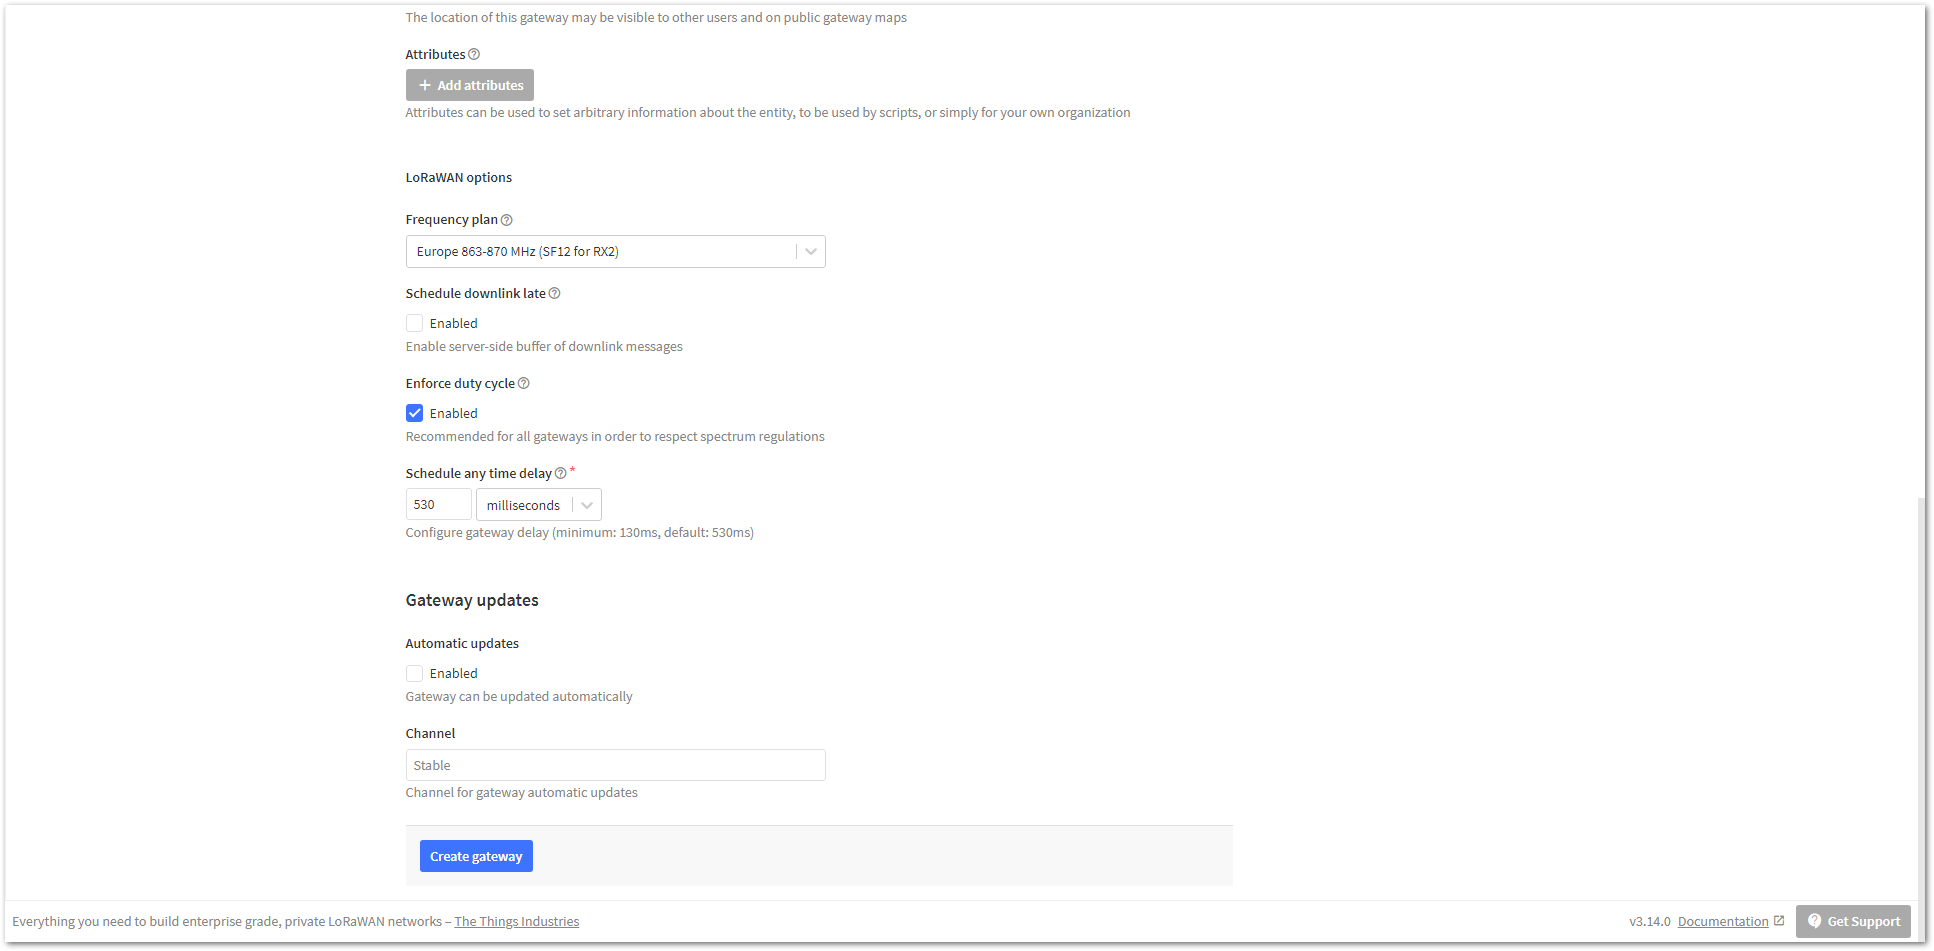 The location of this gateway may be visible to other users and on public gateway maps
Attributes
+ Add attributes
Attributes can be used to set arbitrary information about the entity, to be used by scripts, or simply for your own organization
LoRaWAN options
Frequency plan
Europe 863-870 MHz (SF12 for RX2)
Schedule downlink late
Enabled
Enable server-side buffer of downlink messages
Enforce duty cycle
Enabled
Recommended for all gateways in order to respect spectrum regulations
Schedule any time delay *
530 milliseconds
Configure gateway delay (minimum: 130ms, default: 530ms)
Gateway updates
Automatic updates
Enabled
Gateway can be updated automatically
Channel
Stable
Channel for gateway automatic updates
Create gateway
Everything you need to build enterprise grade, private LoRaWAN networks – The Things Industries
v3.14.0 Documentation Get Support